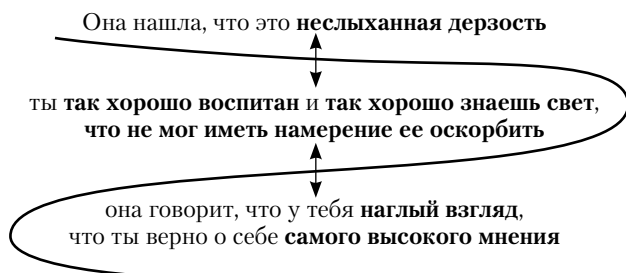 Она нашла, что это неслыханная дерзость
ты так хорошо воспитан и так хорошо знаешь свет,
что не мог иметь намерение ее оскорбить
она говорит, что у тебя наглый взгляд,
что ты верно о себе самого высокого мнения